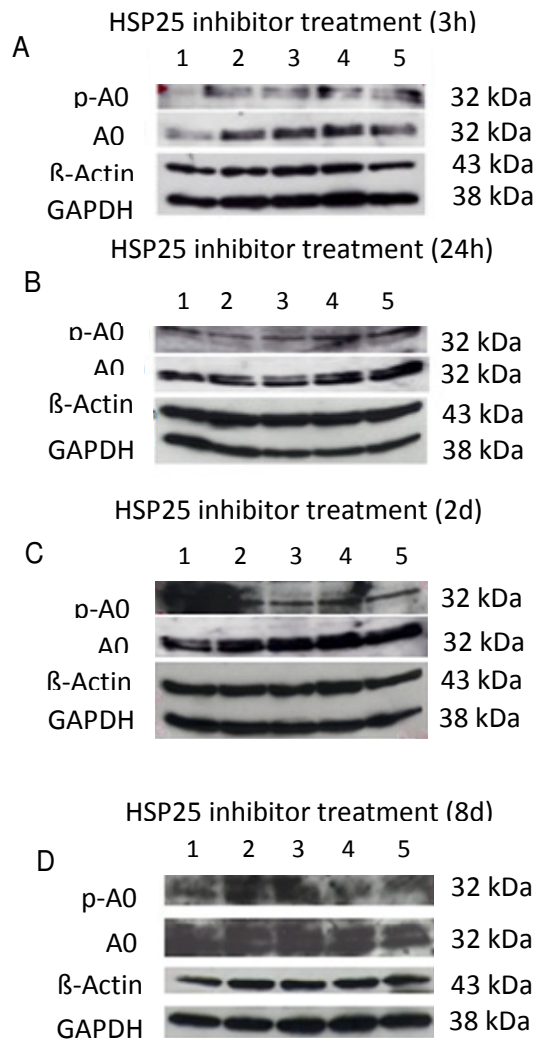 HSP25 inhibitor treatment (3h)
A
1 2 3 4 5
p-A0 32 kDa
A0 32 kDa
ß-Actin 43 kDa
GAPDH 38 kDa
HSP25 inhibitor treatment (24h)
B
1 2 3 4 5
p-A0 32 kDa
A0 32 kDa
ß-Actin 43 kDa
GAPDH 38 kDa
HSP25 inhibitor treatment (2d)
C
1 2 3 4 5
p-A0 32 kDa
A0 32 kDa
ß-Actin 43 kDa
GAPDH 38 kDa
HSP25 inhibitor treatment (8d)
D
1 2 3 4 5
p-A0 32 kDa
A0 32 kDa
ß-Actin 43 kDa
GAPDH 38 kDa